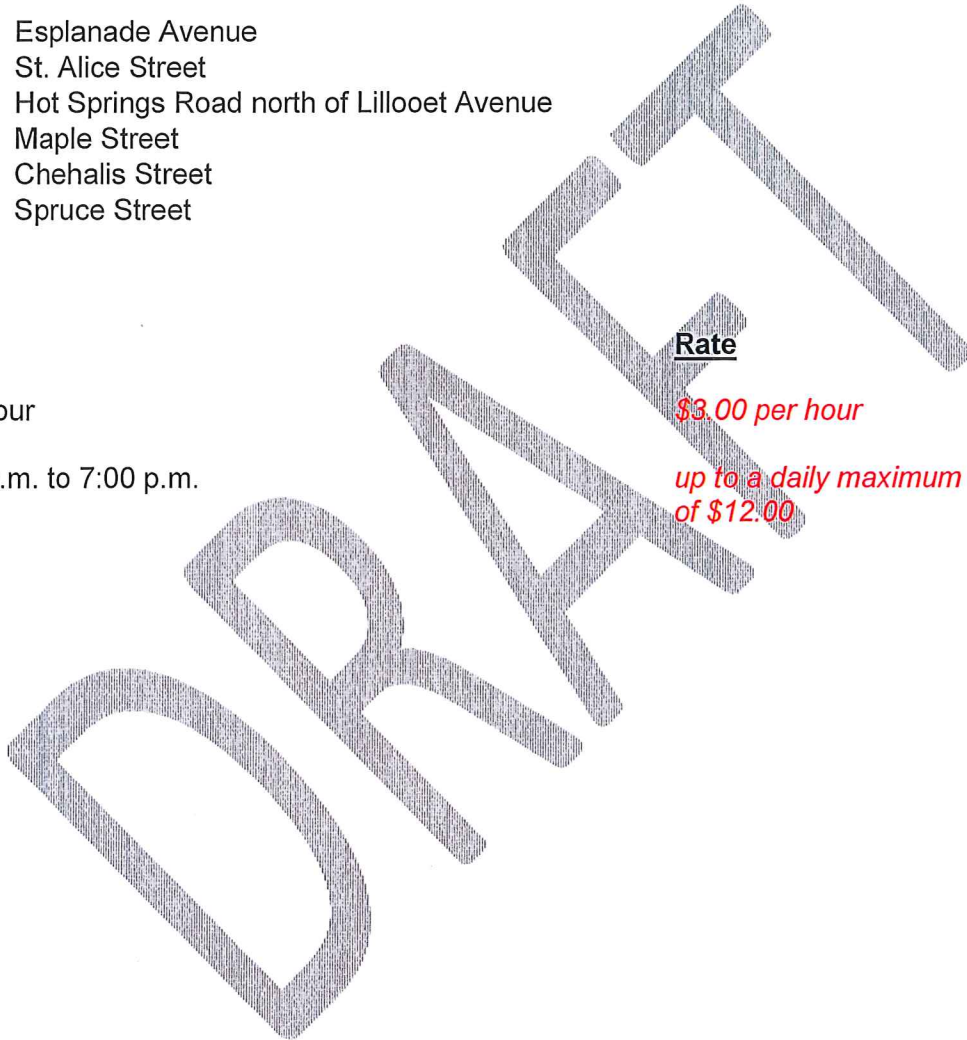 Esplanade Avenue
St. Alice Street
Hot Springs Road north of Lillooet Avenue
Maple Street
Chehalis Street
Spruce Street
Rate
our $3.00 per hour
.m. to 7:00 p.m. up to a daily maximum
of $12.00
DRAFT